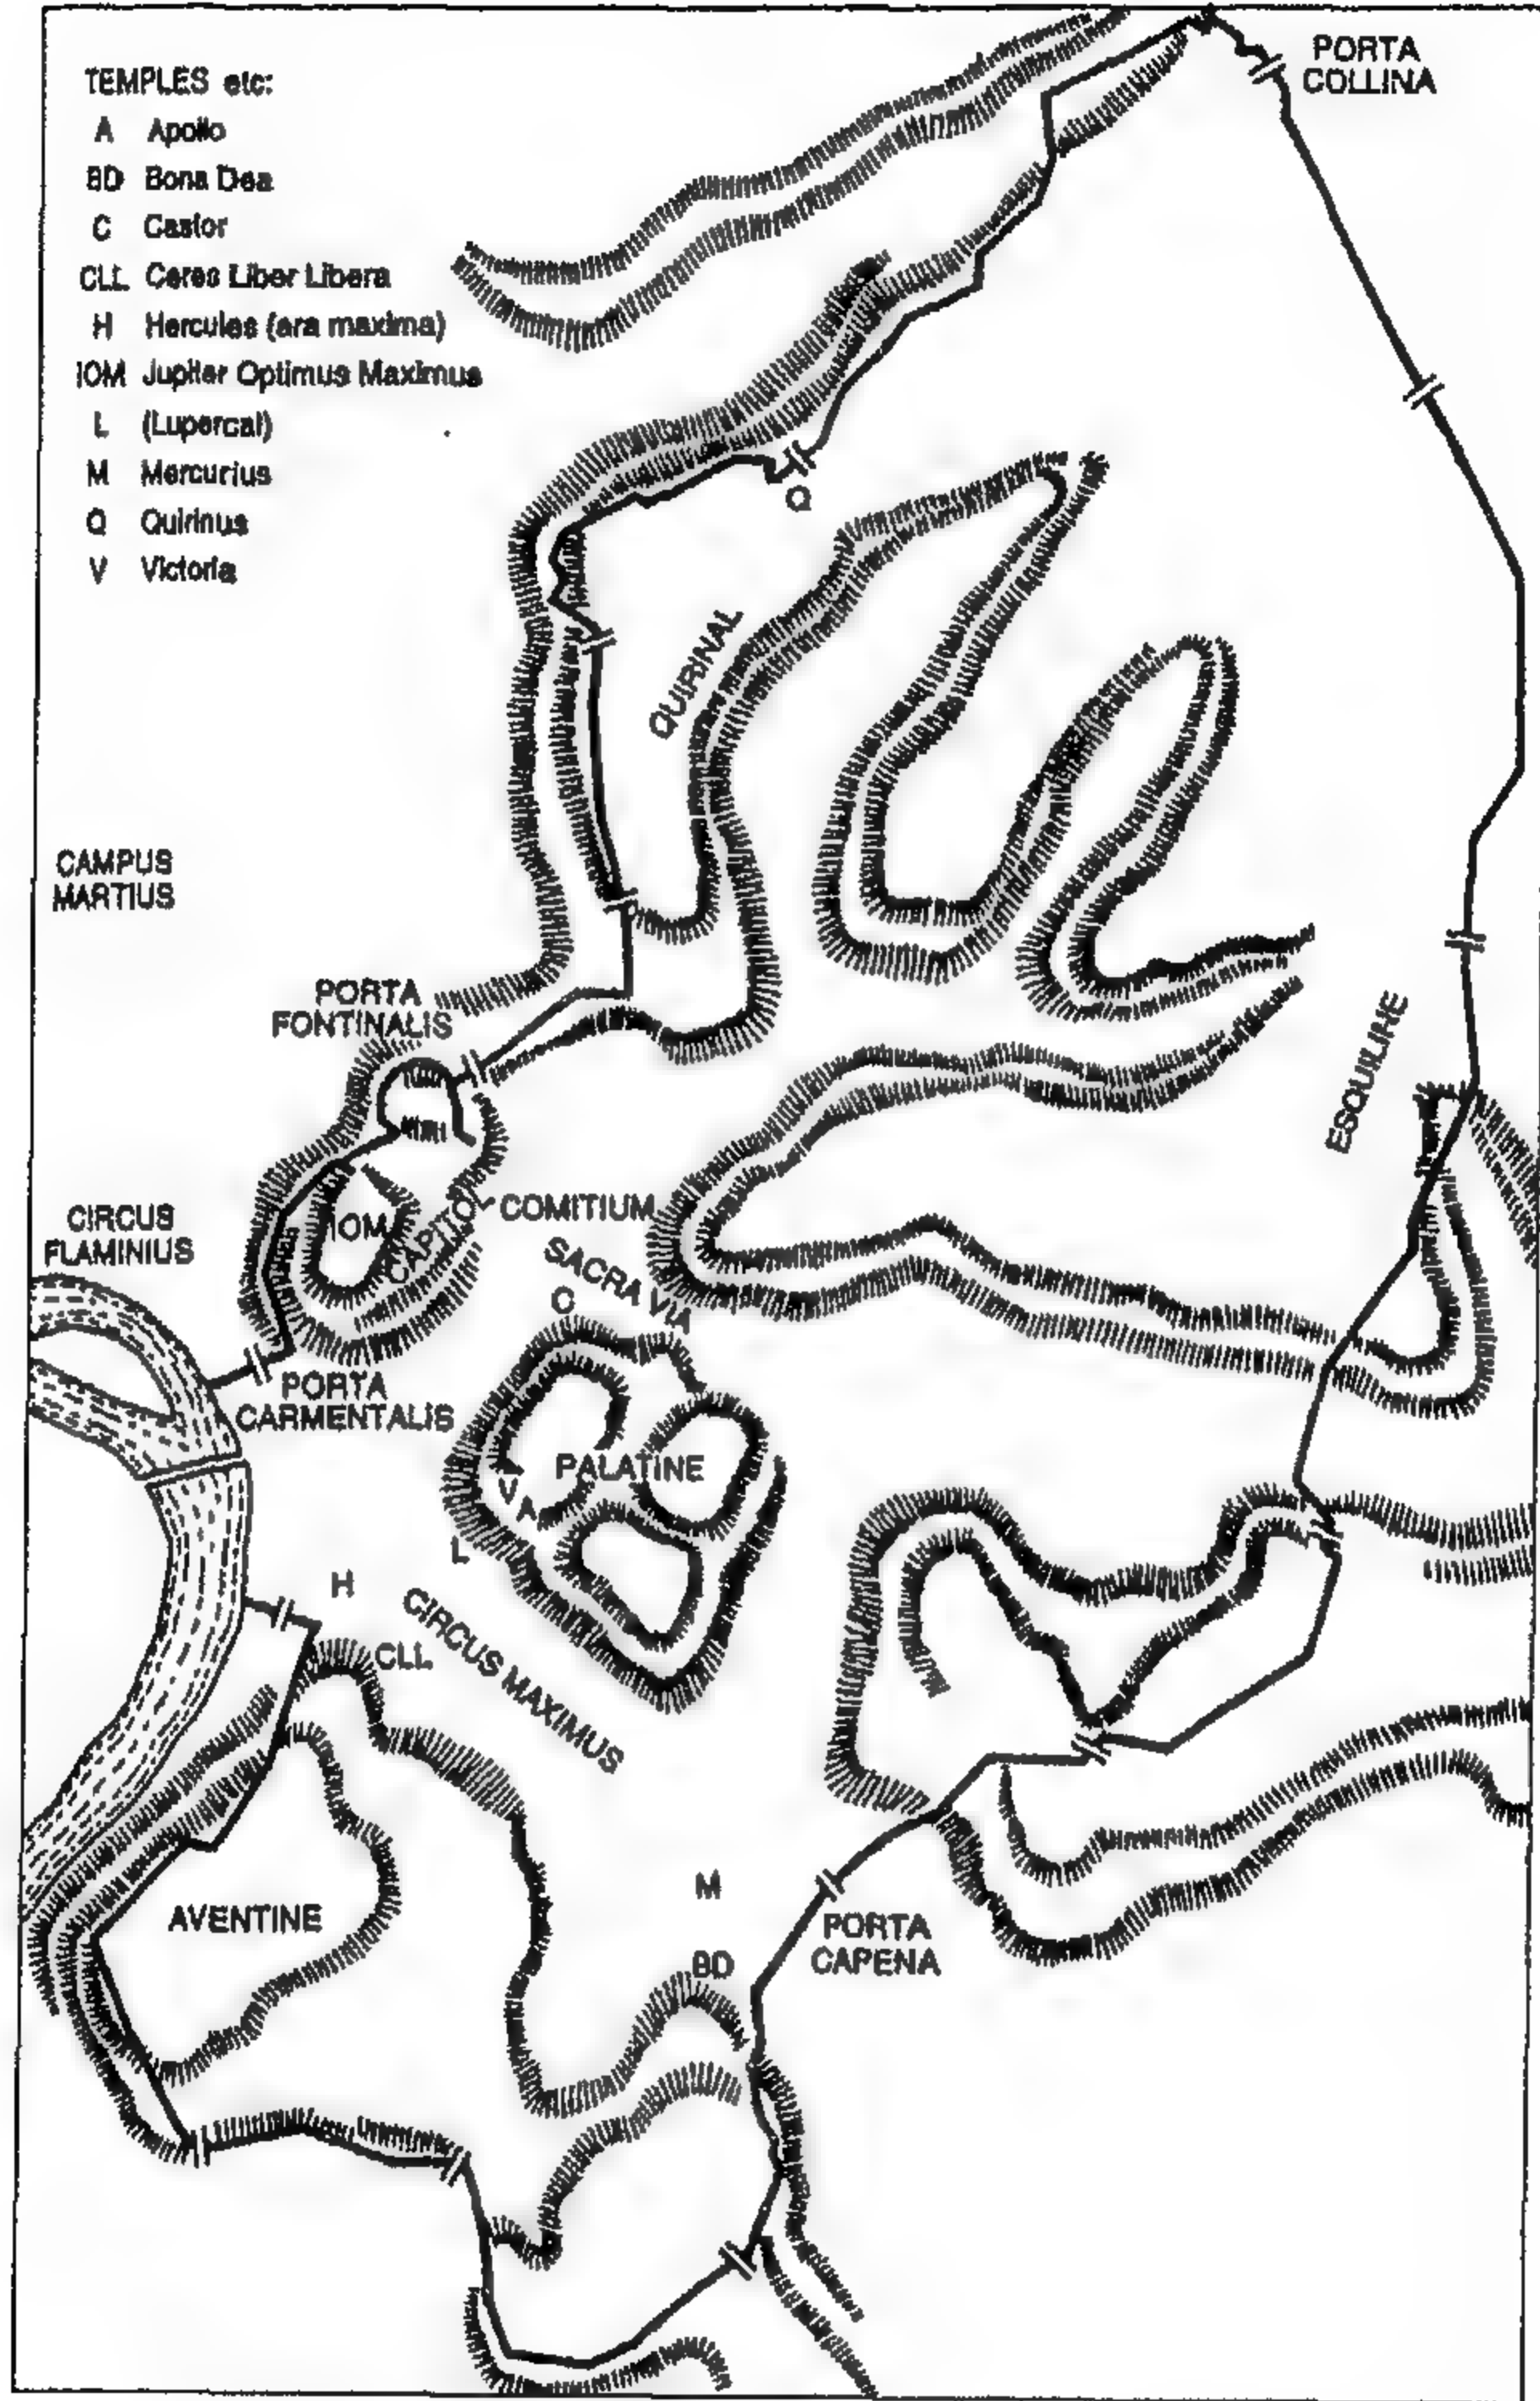 TEMPLES etc:
A Apollo
BD Bona Dea
C Castor
CLL Ceres Liber Libera
H Hercules (ara maxima)
IOM Jupiter Optimus Maximus
L (Lupercal)
M Mercurius
Q Quirinus
V Victoria
PORTA
COLLINA
Q
QUIRINAL
CAMPUS
MARTIUS
PORTA
FONTINALIS
ESQUILINE
CIRCUS
FLAMINIUS
IOM
CAPITOL
COMITIUM
SACRA VIA
C
PORTA
CARMENTALIS
PALATINE
V
A
L
H
CLL
CIRCUS MAXIMUS
AVENTINE
M
BD
PORTA
CAPENA